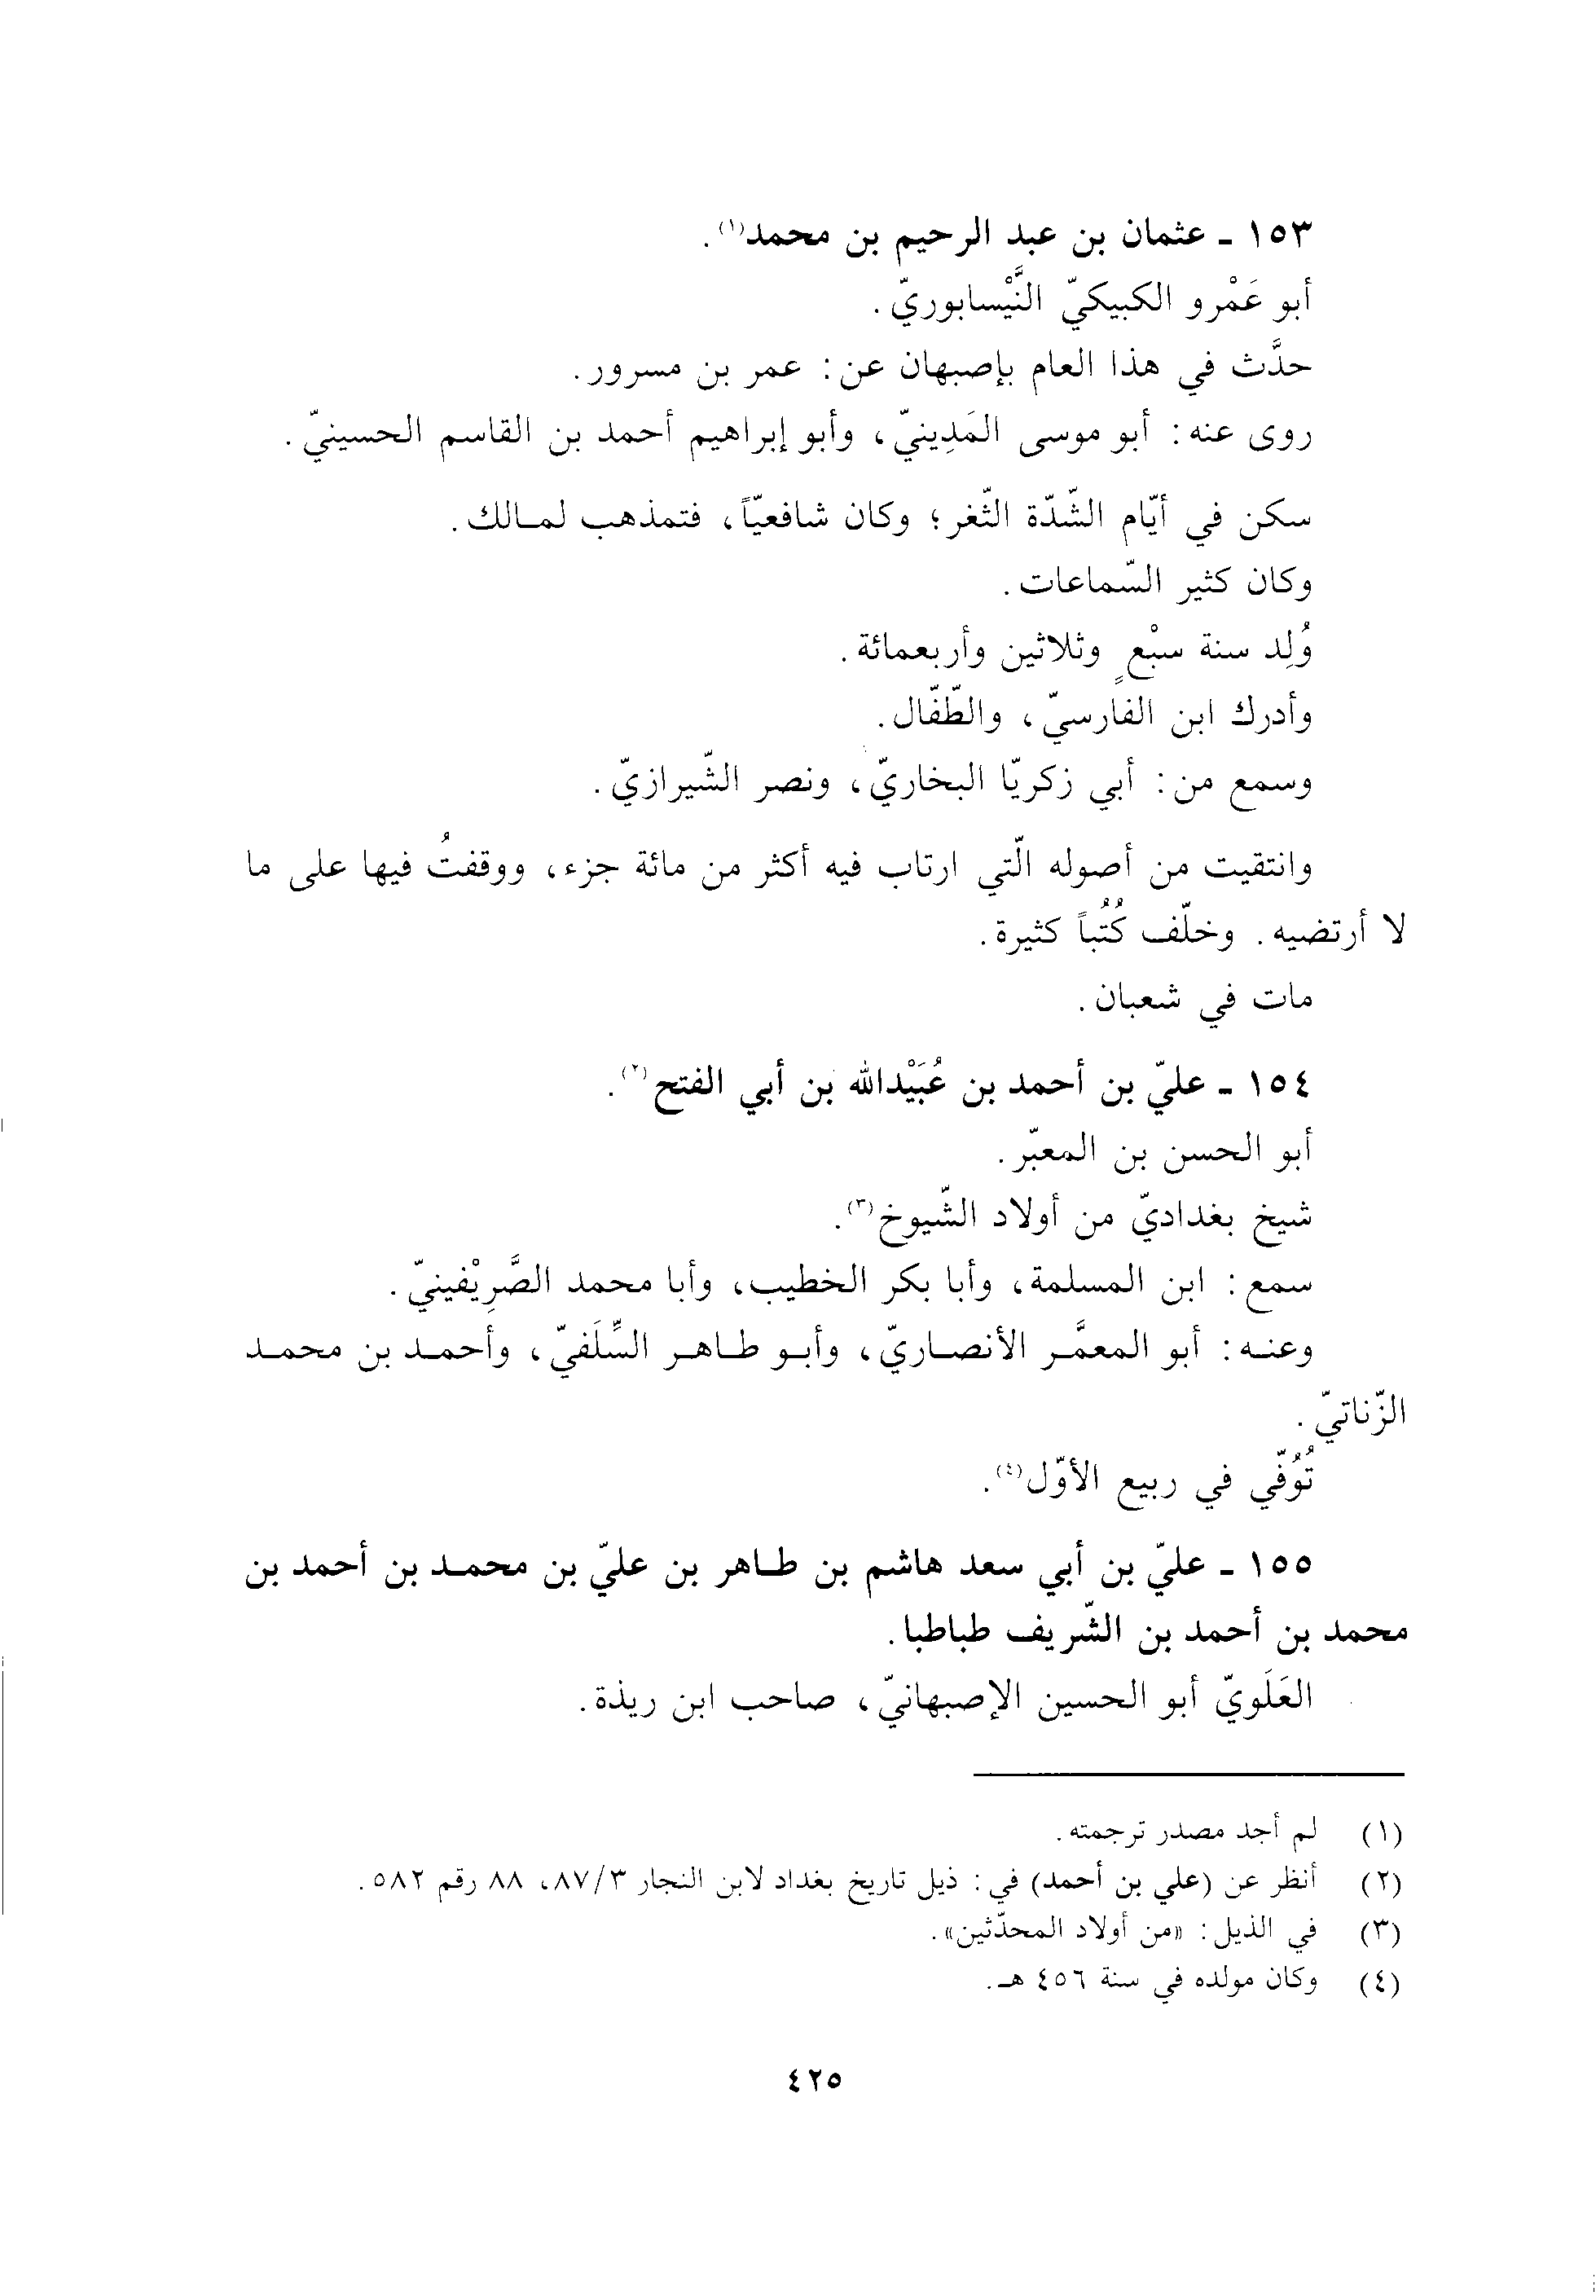 ١٥٣ - عثمان بن عبد الرحيم بن محمد(١).
أبو عَمْرو الكبيكيّ النَّيْسابوريّ.
حدَّث في هذا العام بإصبهان عن: عمر بن مسرور.
روى عنه: أبو موسى المَدِينيّ، وأبو إبراهيم أحمد بن القاسم الحسينيّ.
سكن في أيّام الشّدّة الثّغر؛ وكان شافعيّاً، فتمذهب لمالك.
وكان كثير السّماعات.
وُلِد سنة سبْعٍ وثلاثين وأربعمائة.
وأدرك ابن الفارسيّ، والطّفّال.
وسمع من: أبي زكريّا البخاريّ، ونصر الشّيرازيّ.
وانتقيت من أصوله الّتي ارتاب فيه أكثر من مائة جزء، ووقفتُ فيها على ما
لا أرتضيه. وخلّف كُتُباً كثيرة.
مات في شعبان.
١٥٤ - عليّ بن أحمد بن عُبَيْدالله بن أبي الفتح(٢).
أبو الحسن بن المعبّر.
شيخ بغداديّ من أولاد الشّيوخ(٣).
سمع: ابن المسلمة، وأبا بكر الخطيب، وأبا محمد الصَّرِيْفينيّ.
وعنه: أبو المعمَّر الأنصاريّ، وأبو طاهر السِّلَفيّ، وأحمد بن محمد
الزّناتيّ.
تُوُفّي في ربيع الأوّل(٤).
١٥٥ - عليّ بن أبي سعد هاشم بن طاهر بن عليّ بن محمد بن أحمد بن
محمد بن أحمد بن الشّريف طباطبا.
العَلَويّ أبو الحسين الإصبهانيّ، صاحب ابن ريذة.
(١) لم أجد مصدر ترجمته.
(٢) أنظر عن (علي بن أحمد) في: ذيل تاريخ بغداد لابن النجار ٨٧/٣، ٨٨ رقم ٥٨٢.
(٣) في الذيل: «من أولاد المحدّثين».
(٤) وكان مولده في سنة ٤٥٦ هـ.
٤٢٥